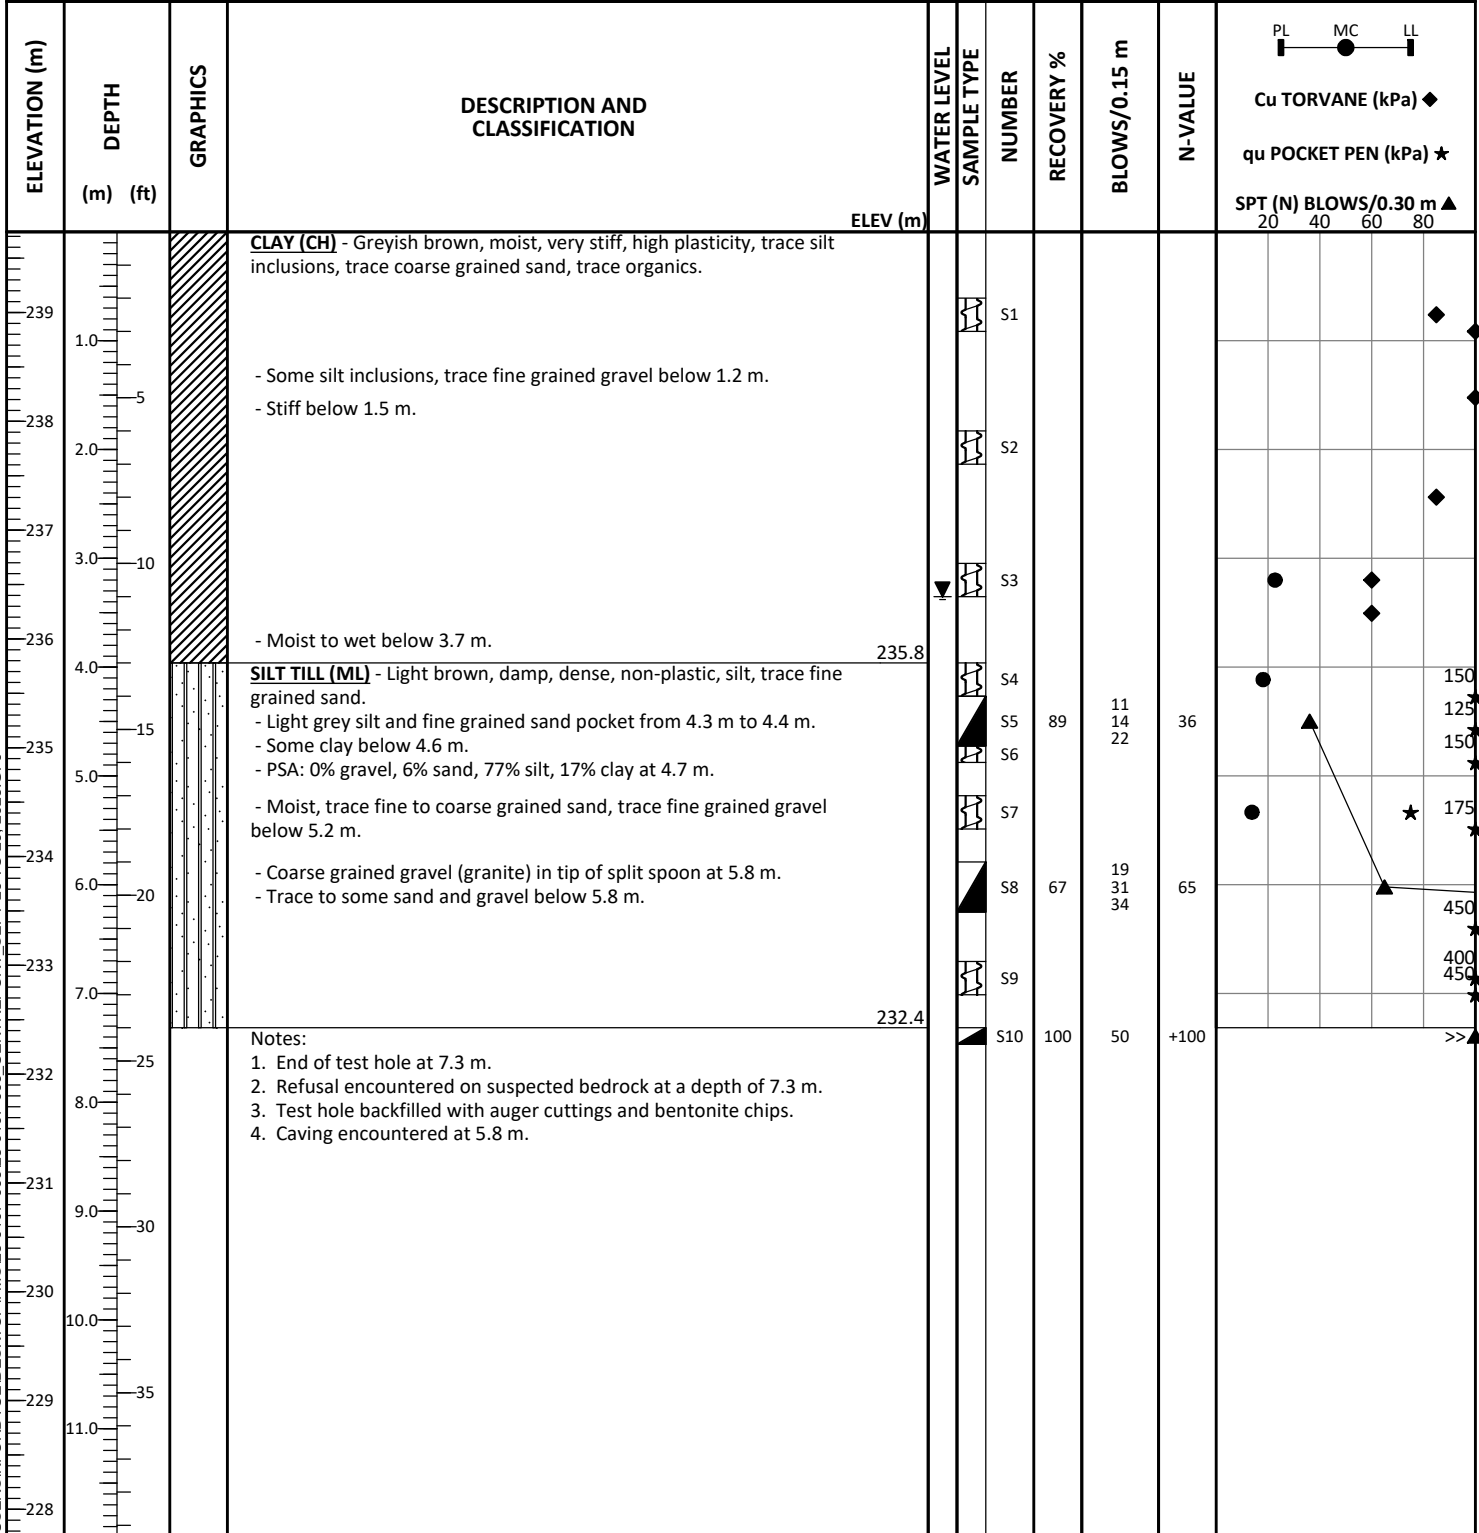 ELEVATION (m)
DEPTH
(m) (ft)
GRAPHICS
DESCRIPTION AND
CLASSIFICATION
ELEV (m)
WATER LEVEL
SAMPLE TYPE
NUMBER
RECOVERY %
BLOWS/0.15 m
N-VALUE
PL MC LL
Cu TORVANE (kPa)
qu POCKET PEN (kPa)
SPT (N) BLOWS/0.30 m
20 40 60 80
CLAY (CH) - Greyish brown, moist, very stiff, high plasticity, trace silt
inclusions, trace coarse grained sand, trace organics.
239
S1
1.0
- Some silt inclusions, trace fine grained gravel below 1.2 m.
5
- Stiff below 1.5 m.
238
2.0
S2
237
3.0
10
S3
236
- Moist to wet below 3.7 m.
235.8
4.0
SILT TILL (ML) - Light brown, damp, dense, non-plastic, silt, trace fine
grained sand.
S4
150
- Light grey silt and fine grained sand pocket from 4.3 m to 4.4 m.
15
S5 89
11
14
22
36
125
- Some clay below 4.6 m.
235
S6
150
- PSA: 0% gravel, 6% sand, 77% silt, 17% clay at 4.7 m.
5.0
- Moist, trace fine to coarse grained sand, trace fine grained gravel
below 5.2 m.
S7
175
234
- Coarse grained gravel (granite) in tip of split spoon at 5.8 m.
6.0
20
- Trace to some sand and gravel below 5.8 m.
S8 67
19
31
34
65
450
233
S9
400
450
7.0
232.4
Notes:
S10 100 50 +100 >>
1. End of test hole at 7.3 m.
25
232
2. Refusal encountered on suspected bedrock at a depth of 7.3 m.
8.0
3. Test hole backfilled with auger cuttings and bentonite chips.
4. Caving encountered at 5.8 m.
231
9.0
30
230
10.0
35
229
11.0
228